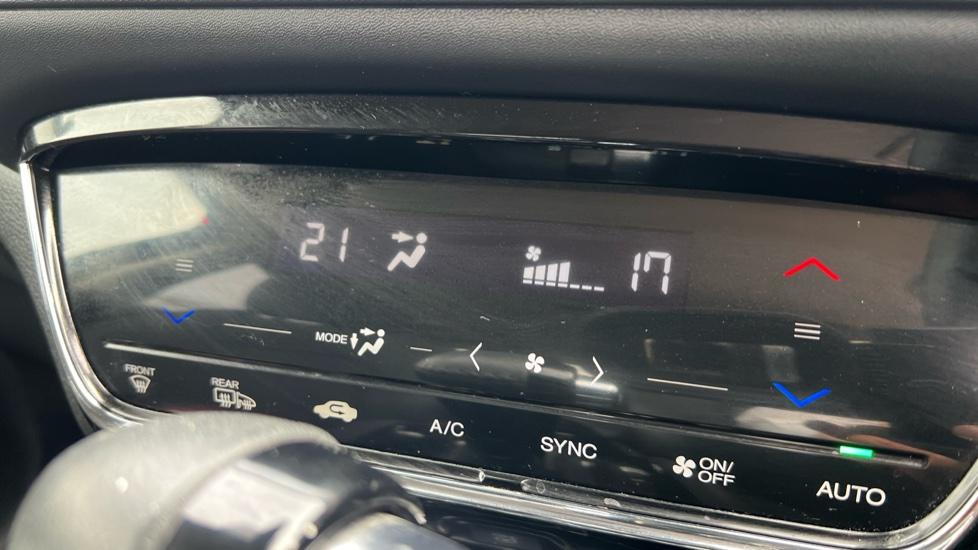 21 17
MODE
FRONT
REAR
A/C
SYNC
ON/
OFF
AUTO